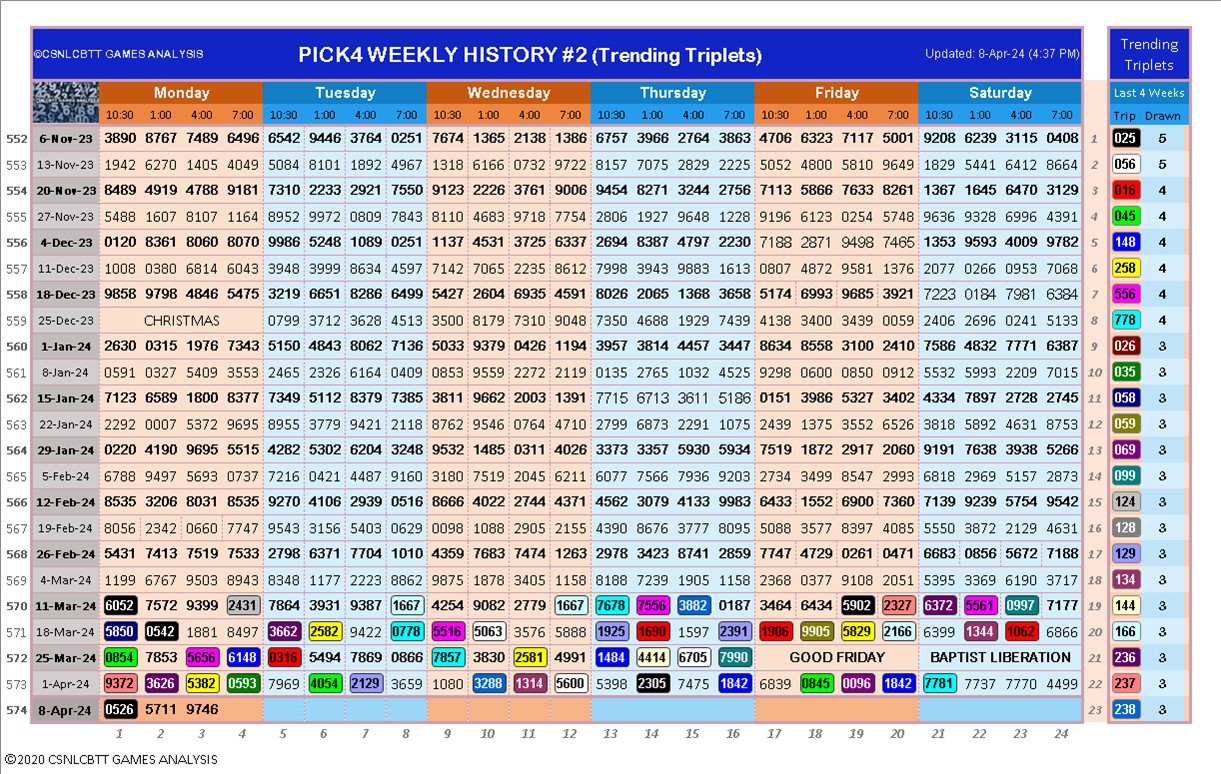 ©CSNLCBTT GAMES ANALYSIS PICK4 WEEKLY HISTORY #2 (Trending Triplets) Updated: 8-Apr-24 (4:37 PM) Trending Triplets
Monday Tuesday Wednesday Thursday Friday Saturday Last 4 Weeks
10:30 1:00 4:00 7:00 10:30 1:00 4:00 7:00 10:30 1:00 4:00 7:00 10:30 1:00 4:00 7:00 10:30 1:00 4:00 7:00 10:30 1:00 4:00 7:00 Trip Drawn
552 6-Nov-23 3890 8767 7489 6496 6542 9446 3764 0251 7674 1365 2138 1386 6757 3966 2764 3863 4706 6323 7117 5001 9208 6239 3115 0408 1 025 5
553 13-Nov-23 1942 6270 1405 4049 5084 8101 1892 4967 1318 6166 0732 9722 8157 7075 2820 2225 5052 4800 5810 9649 1829 5441 6412 8664 2 056 5
554 20-Nov-23 8489 4919 4788 9181 7310 2233 2921 7550 9123 2226 3761 9006 9454 8271 3244 2756 7113 5866 7633 8261 1367 1645 6470 3129 3 016 4
555 27-Nov-23 5488 1607 8107 1164 8952 9972 0809 7843 8110 4683 9718 7754 2806 1927 9648 1228 9196 6123 0254 5748 9636 9328 6996 4391 4 045 4
556 4-Dec-23 0120 8361 8060 8070 9986 5248 1089 0251 1137 4531 3725 6337 2694 8387 4797 2230 7188 2871 9498 7465 1353 9593 4009 9782 5 148 4
557 11-Dec-23 1008 0380 6814 6043 3948 3999 8634 4597 7142 7065 2235 8612 7998 3943 9883 1613 0807 4872 9581 1376 2077 0266 0953 7068 6 258 4
558 18-Dec-23 9858 9798 4846 5475 3219 6651 8286 6495 5427 2604 6935 4591 8026 2065 1368 3658 5174 6993 9685 3921 7223 0184 7981 6384 7 556 4
559 25-Dec-23 CHRISTMAS 0799 3712 3628 4513 3500 8179 7310 9048 7350 4688 1929 7439 4138 3400 3439 0059 2406 2696 0241 5133 8 778 4
560 1-Jan-24 2630 0315 1976 7343 5150 4843 8062 7136 5033 9379 0426 1194 3957 3814 4457 3447 8634 8558 3100 2410 7586 4832 7771 6387 9 026 3
561 8-Jan-24 0591 0327 5409 3553 2465 2326 6164 0409 0853 9559 2272 2119 0135 2765 1032 4525 9298 0600 0850 0912 5532 5993 2209 7015 10 035 3
562 15-Jan-24 7123 6589 1800 8377 7349 5112 8379 7385 3811 9662 2003 1391 7715 6713 3611 5186 0151 3986 5327 3402 4334 7897 2728 2745 11 058 3
563 22-Jan-24 2292 0007 5372 9695 8955 3779 9421 2118 8762 9546 0764 4710 2799 6873 2291 1075 2439 1375 3552 6526 3818 5892 4631 8753 12 059 3
564 29-Jan-24 0220 4190 9695 5515 4282 5302 6204 3248 9532 1485 0311 4026 3373 3357 5930 5934 7519 1872 2917 2060 9191 7638 3938 5266 13 069 3
565 5-Feb-24 6788 9497 5693 0737 7216 0421 4487 9160 3180 7519 2045 6211 6077 7566 7936 9203 2734 3499 8547 2993 6818 2969 5157 2873 14 099 3
566 12-Feb-24 8535 3206 8031 8535 9270 4106 2939 0516 8666 4022 2744 4371 4562 3079 4133 9983 6433 1552 6900 7360 7139 9239 5754 9542 15 124 3
567 19-Feb-24 8056 2342 0660 7747 9543 3156 5403 0629 0098 1088 2905 2155 4390 8676 3777 8095 5088 3577 8397 4085 5550 3872 2129 4631 16 128 3
568 26-Feb-24 5431 7413 7519 7533 2798 6371 7704 1010 4359 7683 7474 1263 2978 3423 8741 2859 7747 4729 0261 0471 6683 0856 5672 7188 17 129 3
569 4-Mar-24 1199 6767 9503 8943 8348 1177 2223 8862 9875 1878 3405 1158 8188 7239 1905 1158 2368 0377 9108 2051 5395 3369 6190 3717 18 134 3
570 11-Mar-24 6052 7572 9399 2431 7864 3931 9387 1667 4254 9082 2779 1667 7678 7556 3882 0187 3464 6434 5902 2327 6372 5561 0997 7177 19 144 3
571 18-Mar-24 5850 0542 1881 8497 3662 2582 9422 0778 5516 5063 3576 5888 1925 1690 1597 2391 1906 9905 5829 2166 6399 1344 1062 6866 20 166 3
572 25-Mar-24 0854 7853 5656 6148 0316 5494 7869 0866 7857 3830 2581 4991 1484 4414 6705 7990 GOOD FRIDAY BAPTIST LIBERATION 21 236 3
573 1-Apr-24 9372 3626 5382 0593 7969 4054 2129 3659 1080 3288 1314 5600 5398 2305 7475 1842 6839 0845 0096 1842 7781 7737 7770 4499 22 237 3
574 8-Apr-24 0526 5711 9746 23 238 3
1 2 3 4 5 6 7 8 9 10 11 12 13 14 15 16 17 18 19 20 21 22 23 24
©2020 CSNLCBTT GAMES ANALYSIS